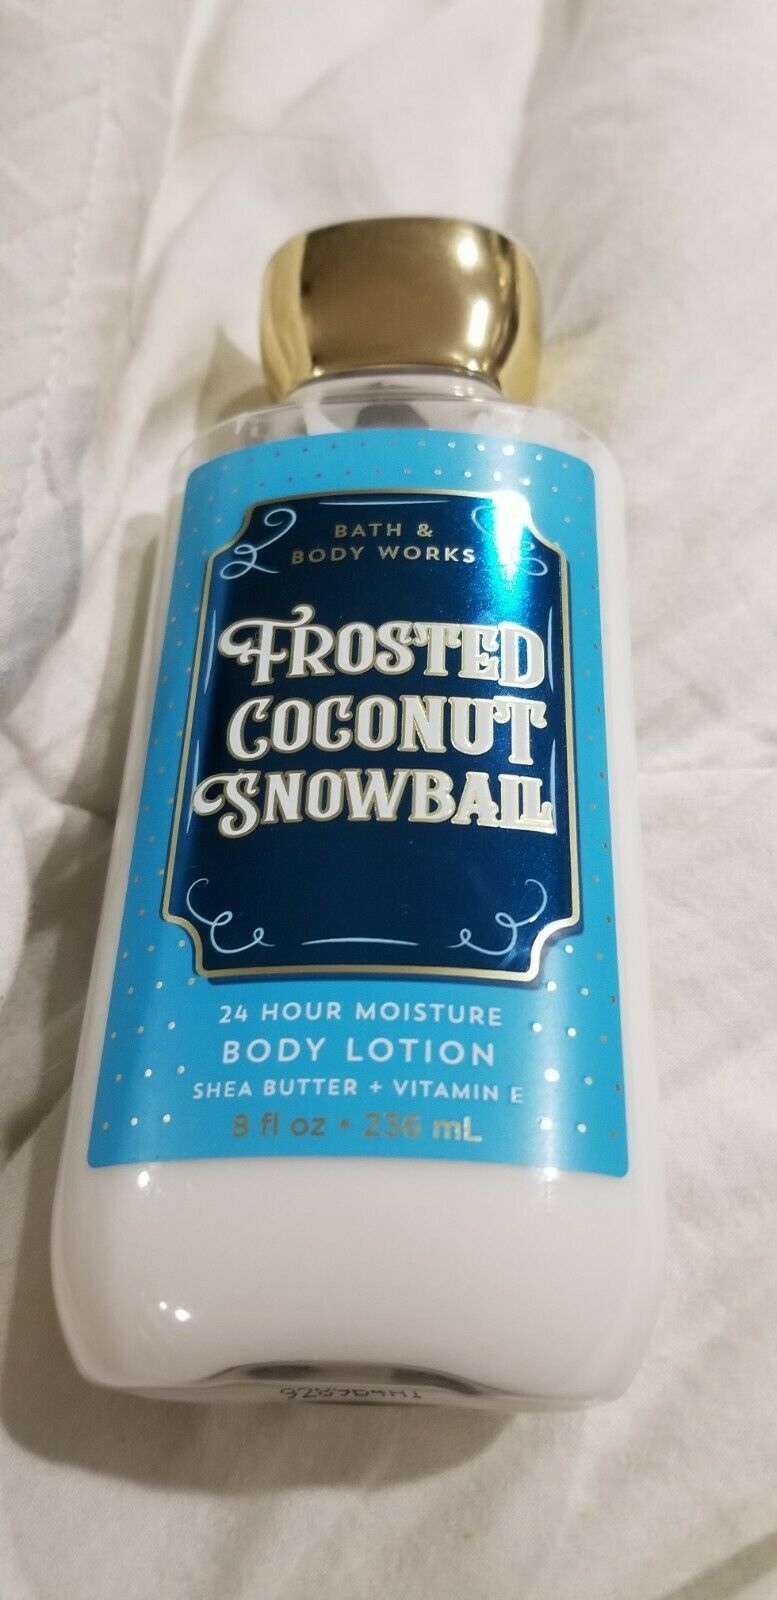 BATH &
BODY WORKS
FROSTED
COCONUT
SNOWBALL
24 HOUR MOISTURE
BODY LOTION
SHEA BUTTER + VITAMIN E
8 fl oz • 236 mL